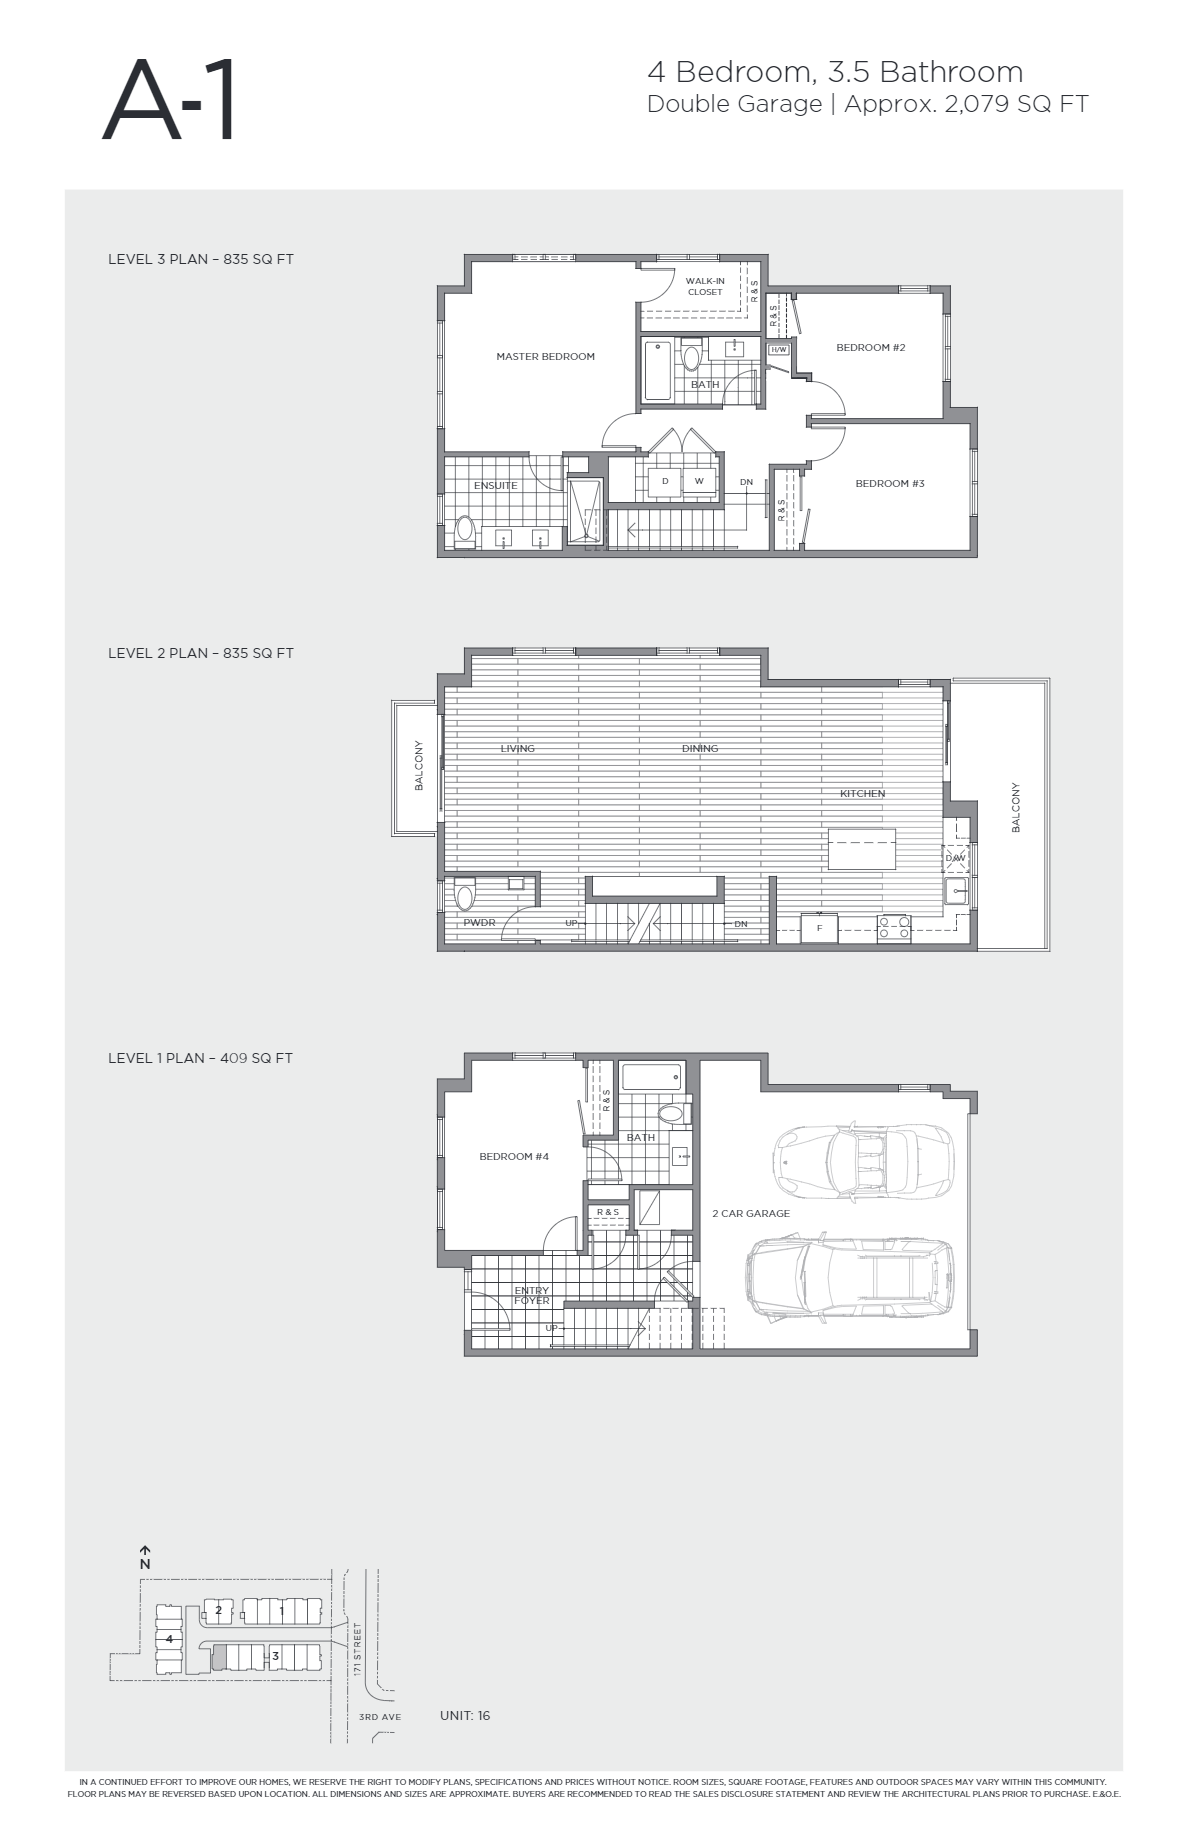 A-1
4 Bedroom, 3.5 Bathroom
Double Garage | Approx. 2,079 SQ FT
LEVEL 3 PLAN – 835 SQ FT
WALK-IN
CLOSET
R & S
R & S
MASTER BEDROOM
H/W
BEDROOM #2
BATH
ENSUITE
D
W
DN
R & S
BEDROOM #3
LEVEL 2 PLAN – 835 SQ FT
BALCONY
LIVING
DINING
KITCHEN
BALCONY
D/W
PWDR
UP
DN
F
LEVEL 1 PLAN – 409 SQ FT
R & S
BATH
BEDROOM #4
R & S
2 CAR GARAGE
ENTRY
FOYER
UP
N
2
1
4
3
171 STREET
3RD AVE
UNIT: 16
IN A CONTINUED EFFORT TO IMPROVE OUR HOMES, WE RESERVE THE RIGHT TO MODIFY PLANS, SPECIFICATIONS AND PRICES WITHOUT NOTICE. ROOM SIZES, SQUARE FOOTAGE, FEATURES AND OUTDOOR SPACES MAY VARY WITHIN THIS COMMUNITY.
FLOOR PLANS MAY BE REVERSED BASED UPON LOCATION. ALL DIMENSIONS AND SIZES ARE APPROXIMATE. BUYERS ARE RECOMMENDED TO READ THE SALES DISCLOSURE STATEMENT AND REVIEW THE ARCHITECTURAL PLANS PRIOR TO PURCHASE. E.&O.E.